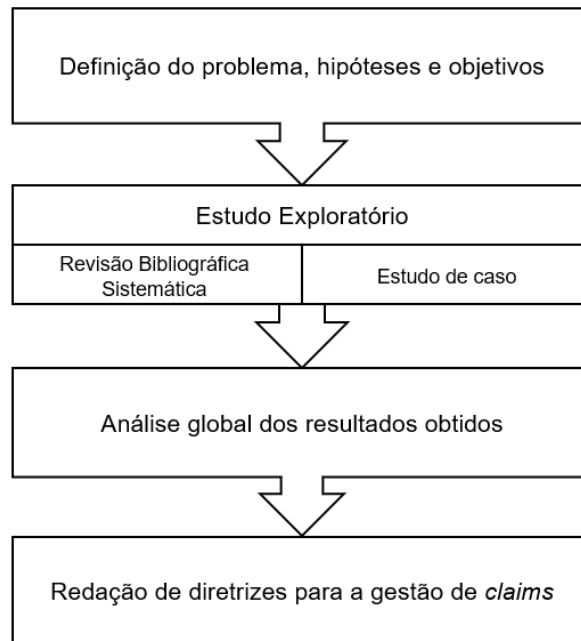 Definição do problema, hipóteses e objetivos
Estudo Exploratório
Revisão Bibliográfica
Sistemática
Estudo de caso
Análise global dos resultados obtidos
Redação de diretrizes para a gestão de claims